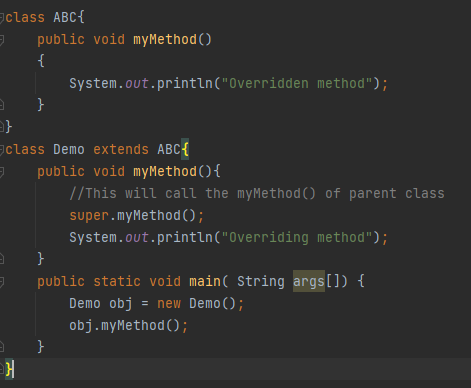 class ABC{
    public void myMethod()
    {
        System.out.println("Overridden method");
    }
}
class Demo extends ABC{
    public void myMethod(){
        //This will call the myMethod() of parent class
        super.myMethod();
        System.out.println("Overriding method");
    }
    public static void main( String args[]) {
        Demo obj = new Demo();
        obj.myMethod();
    }
}